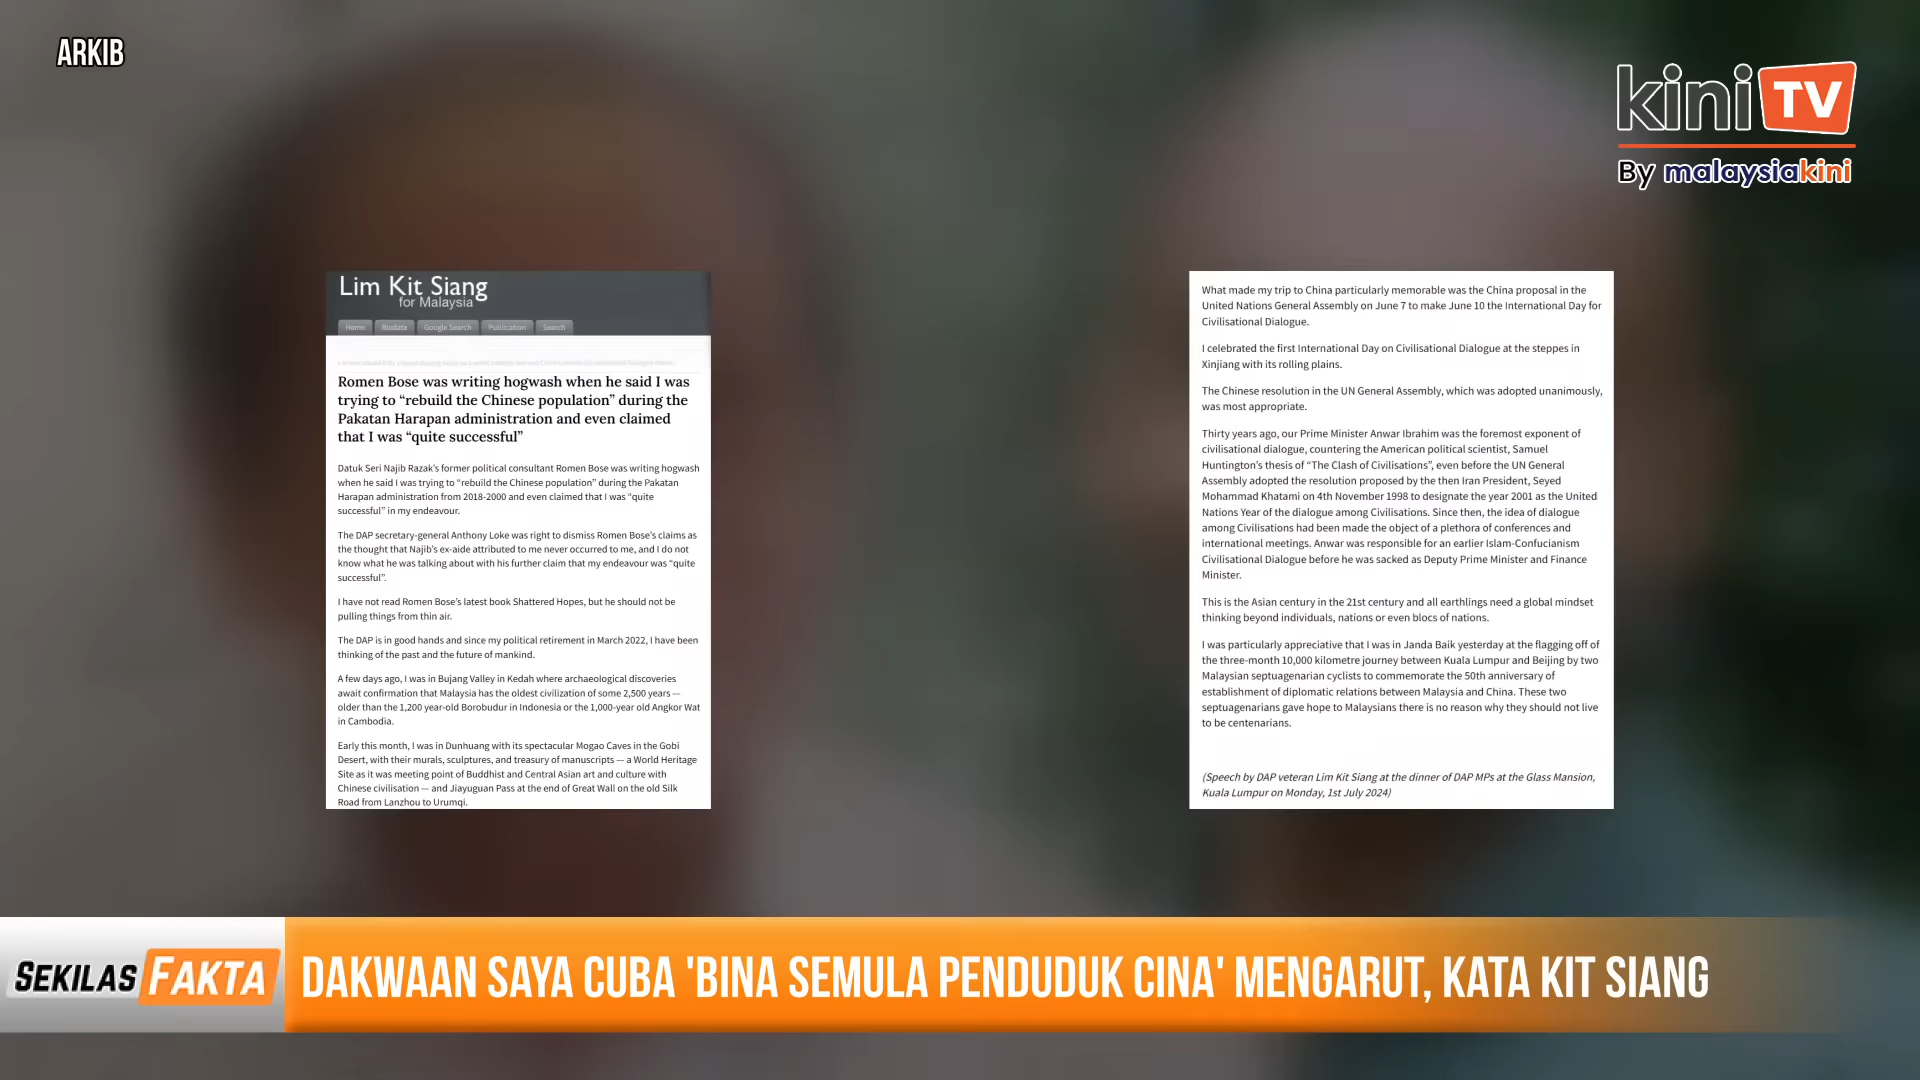 ARKIB
kini TV
By malaysiakini
Lim Kit Siang
for Malaysia
Home Biodata Google Search Publication Search
Romen Bose was writing hogwash when he said I was
trying to “rebuild the Chinese population” during the
Pakatan Harapan administration and even claimed
that I was “quite successful”
Datuk Seri Najib Razak’s former political consultant Romen Bose was writing hogwash
when he said I was trying to “rebuild the Chinese population” during the Pakatan
Harapan administration from 2018-2000 and even claimed that I was “quite
successful” in my endeavour.
The DAP secretary-general Anthony Loke was right to dismiss Romen Bose’s claims as
the thought that Najib’s ex-aide attributed to me never occurred to me, and I do not
know what he was talking about with his further claim that my endeavour was “quite
successful”.
I have not read Romen Bose’s latest book Shattered Hopes, but he should not be
pulling things from thin air.
The DAP is in good hands and since my political retirement in March 2022, I have been
thinking of the past and the future of mankind.
A few days ago, I was in Bujang Valley in Kedah where archaeological discoveries
await confirmation that Malaysia has the oldest civilization of some 2,500 years —
older than the 1,200 year-old Borobudur in Indonesia or the 1,000-year old Angkor Wat
in Cambodia.
Early this month, I was in Dunhuang with its spectacular Mogao Caves in the Gobi
Desert, with their murals, sculptures, and treasury of manuscripts — a World Heritage
Site as it was meeting point of Buddhist and Central Asian art and culture with
Chinese civilisation — and Jiayuguan Pass at the end of Great Wall on the old Silk
Road from Lanzhou to Urumqi.
What made my trip to China particularly memorable was the China proposal in the
United Nations General Assembly on June 7 to make June 10 the International Day for
Civilisational Dialogue.
I celebrated the first International Day on Civilisational Dialogue at the steppes in
Xinjiang with its rolling plains.
The Chinese resolution in the UN General Assembly, which was adopted unanimously,
was most appropriate.
Thirty years ago, our Prime Minister Anwar Ibrahim was the foremost exponent of
civilisational dialogue, countering the American political scientist, Samuel
Huntington’s thesis of “The Clash of Civilisations”, even before the UN General
Assembly adopted the resolution proposed by the then Iran President, Seyed
Mohammad Khatami on 4th November 1998 to designate the year 2001 as the United
Nations Year of the dialogue among Civilisations. Since then, the idea of dialogue
among Civilisations had been made the object of a plethora of conferences and
international meetings. Anwar was responsible for an earlier Islam-Confucianism
Civilisational Dialogue before he was sacked as Deputy Prime Minister and Finance
Minister.
This is the Asian century in the 21st century and all earthlings need a global mindset
thinking beyond individuals, nations or even blocs of nations.
I was particularly appreciative that I was in Janda Baik yesterday at the flagging off of
the three-month 10,000 kilometre journey between Kuala Lumpur and Beijing by two
Malaysian septuagenarian cyclists to commemorate the 50th anniversary of
establishment of diplomatic relations between Malaysia and China. These two
septuagenarians gave hope to Malaysians there is no reason why they should not live
to be centenarians.
(Speech by DAP veteran Lim Kit Siang at the dinner of DAP MPs at the Glass Mansion,
Kuala Lumpur on Monday, 1st July 2024)
SEKILAS FAKTA
DAKWAAN SAYA CUBA 'BINA SEMULA PENDUDUK CINA' MENGARUT, KATA KIT SIANG